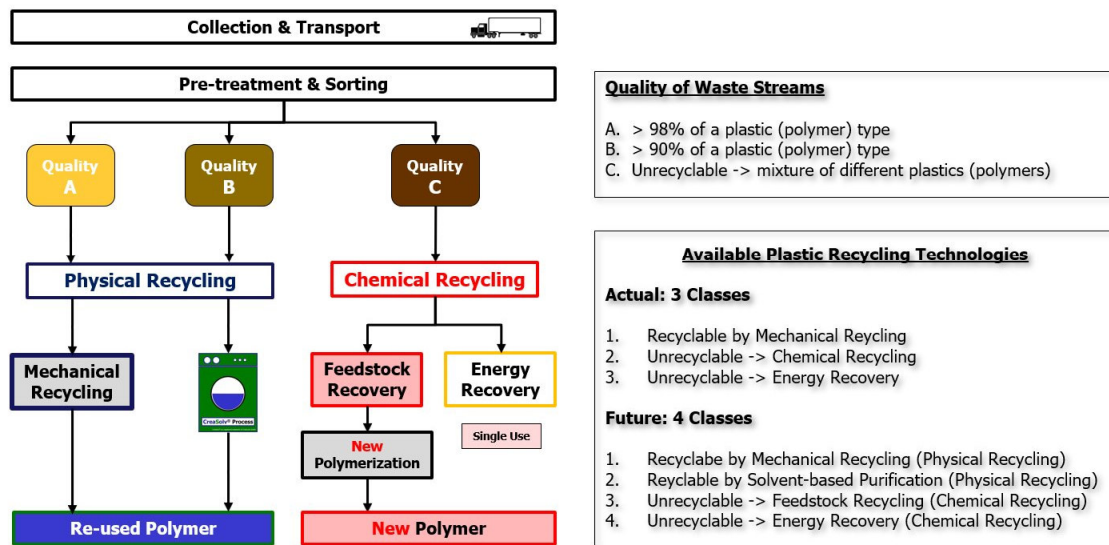 Collection & Transport
Pre-treatment & Sorting
Quality
A
Quality
B
Quality
C
Physical Recycling
Chemical Recycling
Mechanical
Recycling
CreaSolv® Process
Feedstock
Recovery
Energy
Recovery
New
Polymerization
Single Use
Re-used Polymer
New Polymer
Quality of Waste Streams
A. > 98% of a plastic (polymer) type
B. > 90% of a plastic (polymer) type
C. Unrecyclable -> mixture of different plastics (polymers)
Available Plastic Recycling Technologies
Actual: 3 Classes
1. Recyclable by Mechanical Reycling
2. Unrecyclable -> Chemical Recycling
3. Unrecyclable -> Energy Recovery
Future: 4 Classes
1. Recyclabe by Mechanical Recycling (Physical Recycling)
2. Reyclable by Solvent-based Purification (Physical Recycling)
3. Unrecyclable -> Feedstock Recycling (Chemical Recycling)
4. Unrecyclable -> Energy Recovery (Chemical Recycling)